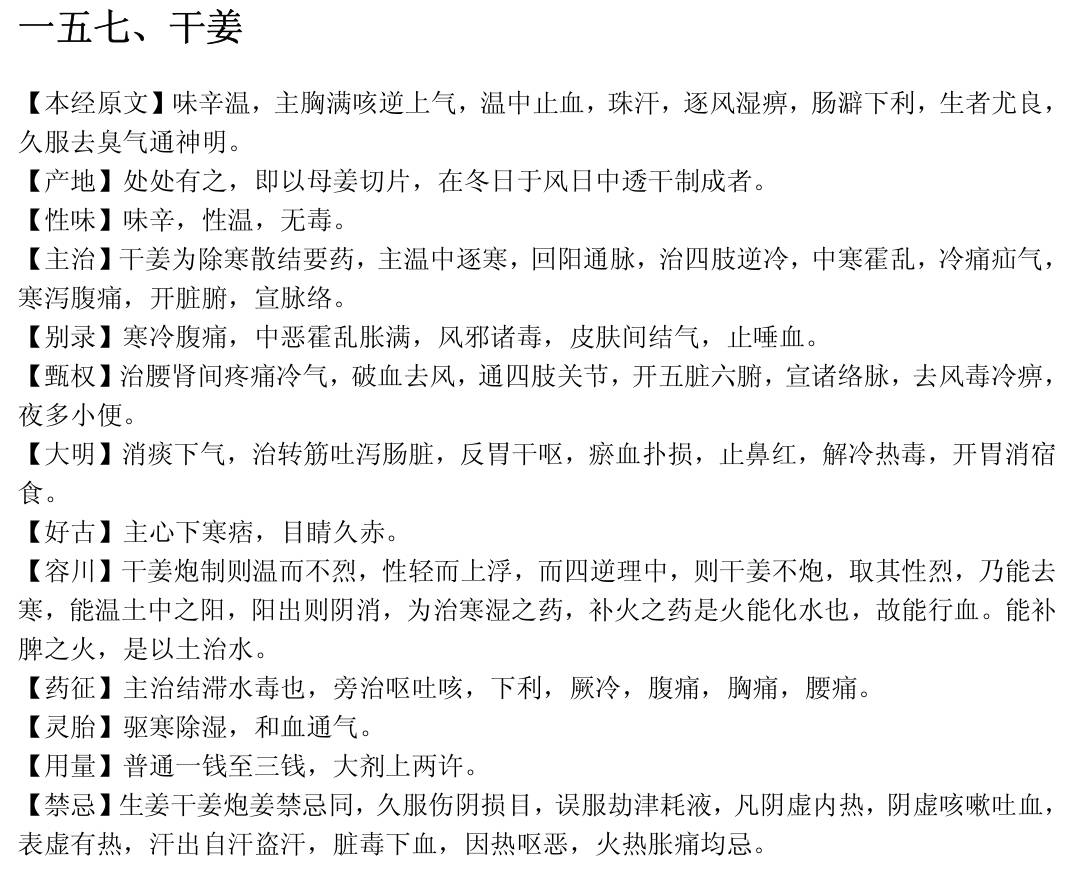 一五七、干姜
【本经原文】味辛温，主胸满咳逆上气，温中止血，珠汗，逐风湿痹，肠澼下利，生者尤良，
久服去臭气通神明。
【产地】处处有之，即以母姜切片，在冬日于风日中透干制成者。
【性味】味辛，性温，无毒。
【主治】干姜为除寒散结要药，主温中逐寒，回阳通脉，治四肢逆冷，中寒霍乱，冷痛疝气，
寒泻腹痛，开脏腑，宣脉络。
【别录】寒冷腹痛，中恶霍乱胀满，风邪诸毒，皮肤间结气，止唾血。
【甄权】治腰肾间疼痛冷气，破血去风，通四肢关节，开五脏六腑，宣诸络脉，去风毒冷痹，
夜多小便。
【大明】消痰下气，治转筋吐泻肠脏，反胃干呕，瘀血扑损，止鼻红，解冷热毒，开胃消宿
食。
【好古】主心下寒痞，目睛久赤。
【容川】干姜炮制则温而不烈，性轻而上浮，而四逆理中，则干姜不炮，取其性烈，乃能去
寒，能温土中之阳，阳出则阴消，为治寒湿之药，补火之药是火能化水也，故能行血。能补
脾之火，是以土治水。
【药征】主治结滞水毒也，旁治呕吐咳，下利，厥冷，腹痛，胸痛，腰痛。
【灵胎】驱寒除湿，和血通气。
【用量】普通一钱至三钱，大剂上两许。
【禁忌】生姜干姜炮姜禁忌同，久服伤阴损目，误服劫津耗液，凡阴虚内热，阴虚咳嗽吐血，
表虚有热，汗出自汗盗汗，脏毒下血，因热呕恶，火热胀痛均忌。